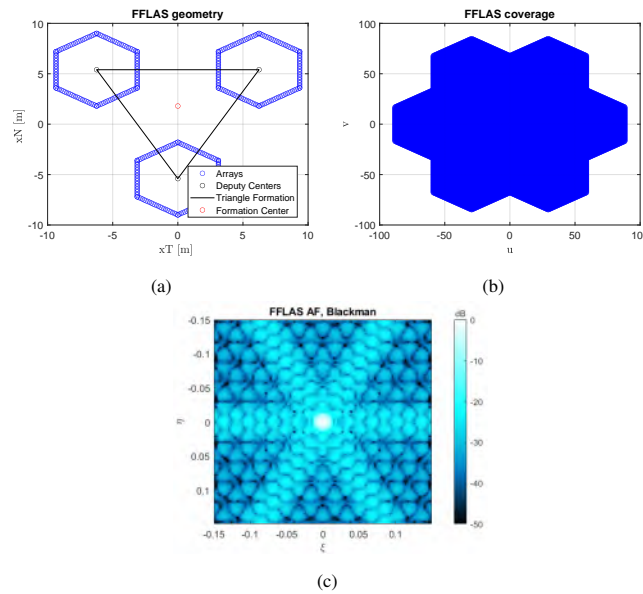 FFLAS geometry
10
5
0
-5
-10
xN [m]
-10 -5 0 5 10
xT [m]
Arrays
Deputy Centers
Triangle Formation
Formation Center
(a)
FFLAS coverage
100
50
0
-50
-100
v
-100 -50 0 50 100
u
(b)
FFLAS AF, Blackman
-0.15
-0.1
-0.05
0
0.05
0.1
η
-0.15 -0.1 -0.05 0 0.05 0.1
ξ
dB
0
-10
-20
-30
-40
-50
(c)